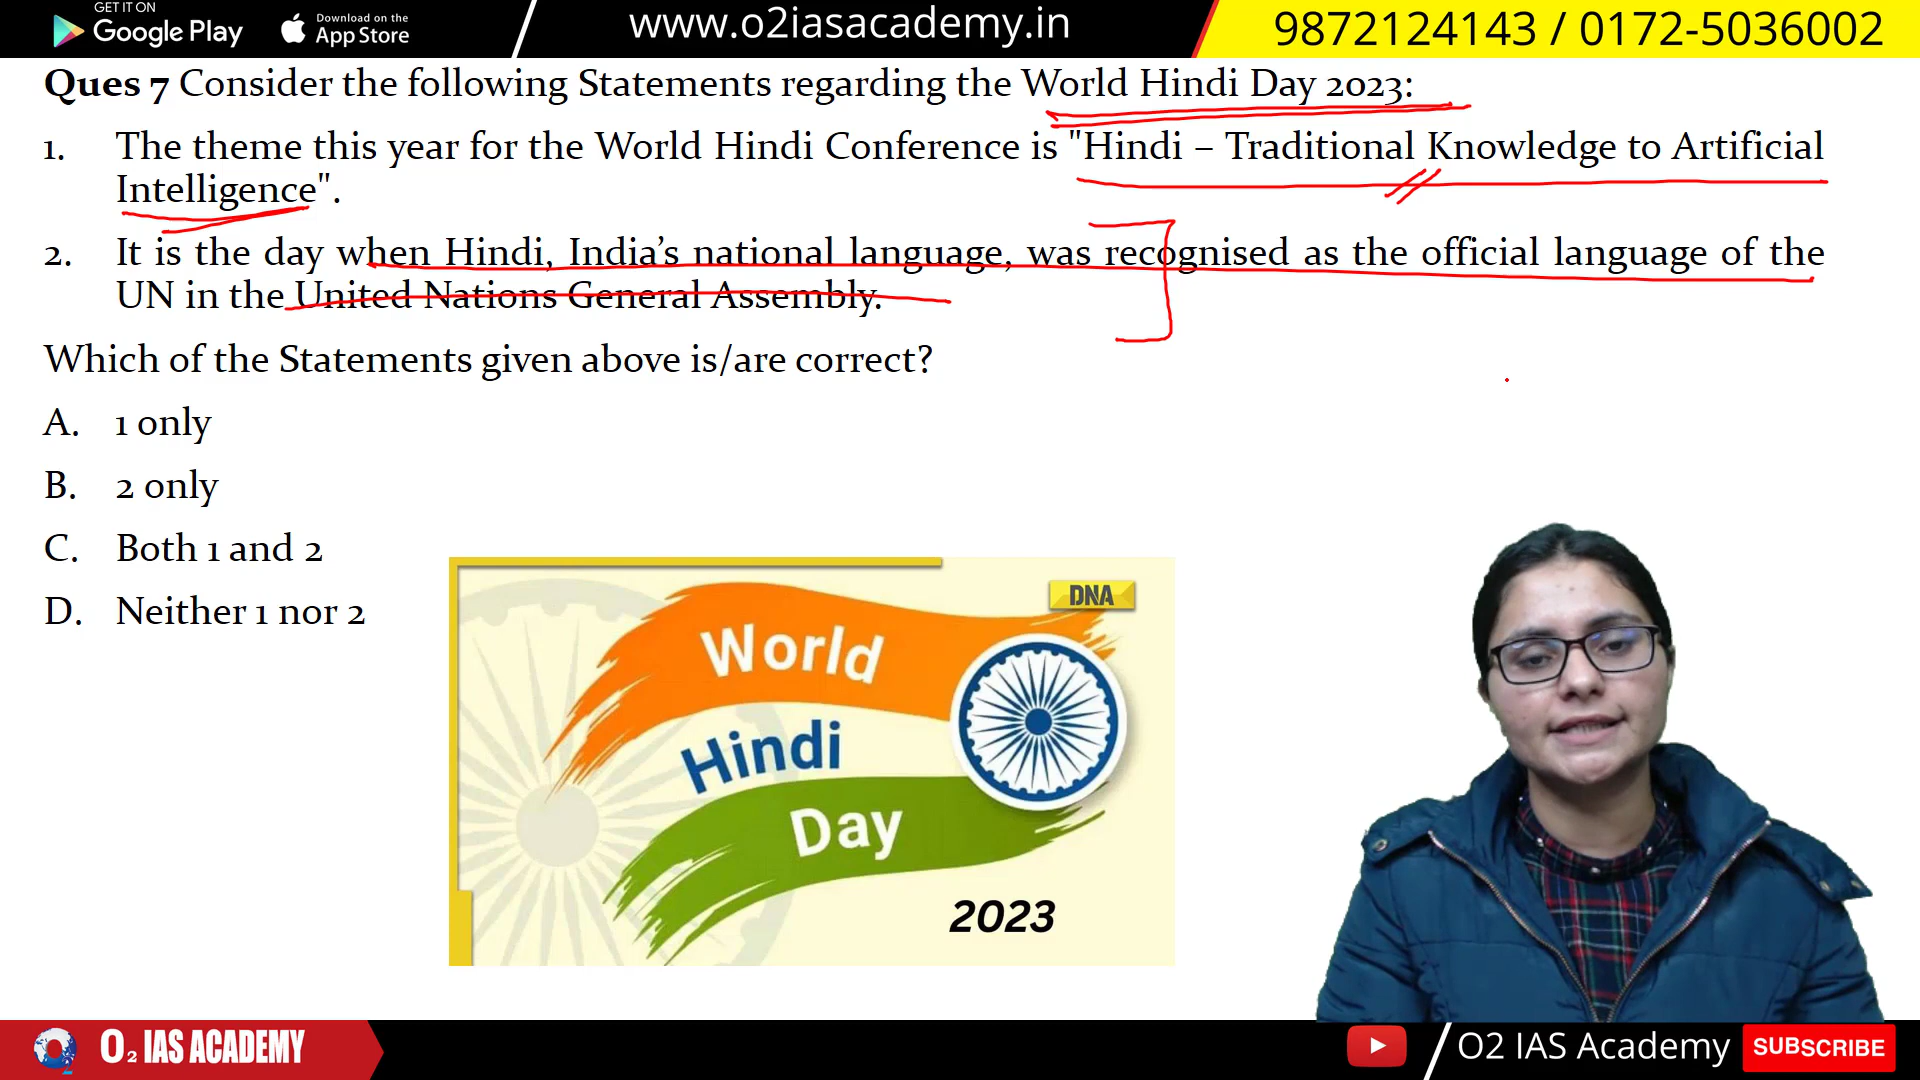 GET IT ON
Google Play
Download on the
App Store
www.o2iasacademy.in
9872124143 / 0172-5036002
Ques 7 Consider the following Statements regarding the World Hindi Day 2023:
1. The theme this year for the World Hindi Conference is "Hindi – Traditional Knowledge to Artificial
Intelligence".
2. It is the day when Hindi, India’s national language, was recognised as the official language of the
UN in the United Nations General Assembly.
Which of the Statements given above is/are correct?
A. 1 only
B. 2 only
C. Both 1 and 2
D. Neither 1 nor 2
DNA
World
Hindi
Day
2023
O2 IAS ACADEMY
O2 IAS Academy
SUBSCRIBE